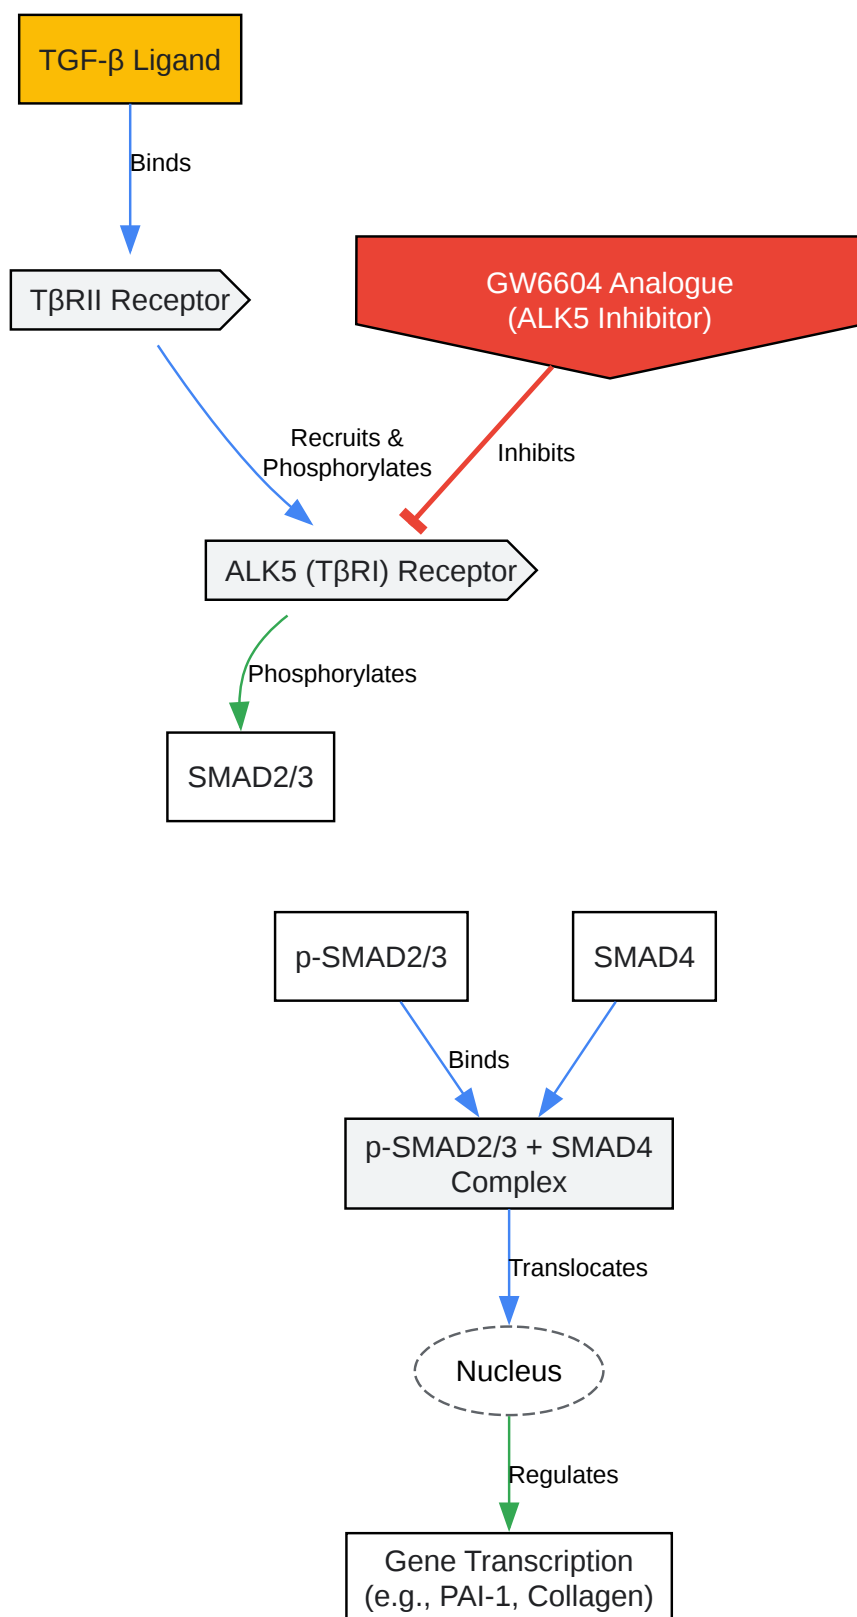 TGF-β Ligand
Binds
TβRII Receptor
GW6604 Analogue
(ALK5 Inhibitor)
Recruits &
Phosphorylates
Inhibits
ALK5 (TβRI) Receptor
Phosphorylates
SMAD2/3
p-SMAD2/3
SMAD4
Binds
p-SMAD2/3 + SMAD4
Complex
Translocates
Nucleus
Regulates
Gene Transcription
(e.g., PAI-1, Collagen)